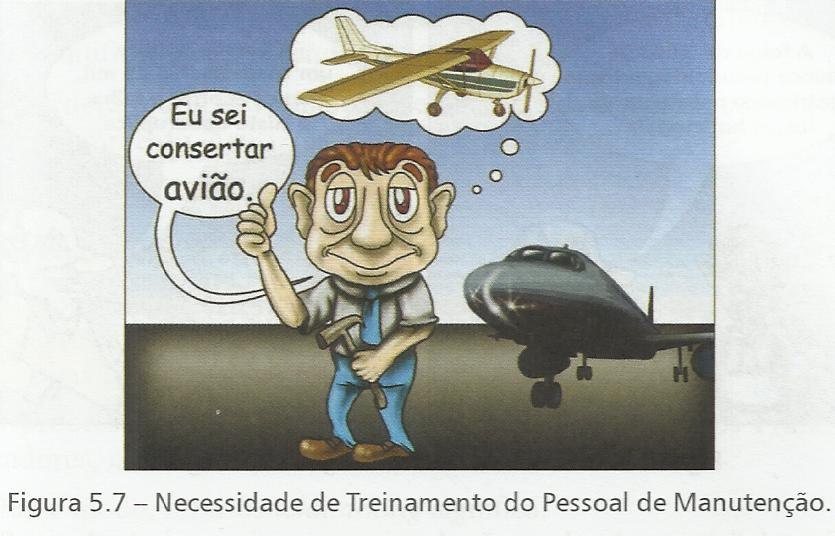 Eu sei
consertar
avião.
Figura 5.7 – Necessidade de Treinamento do Pessoal de Manutenção.